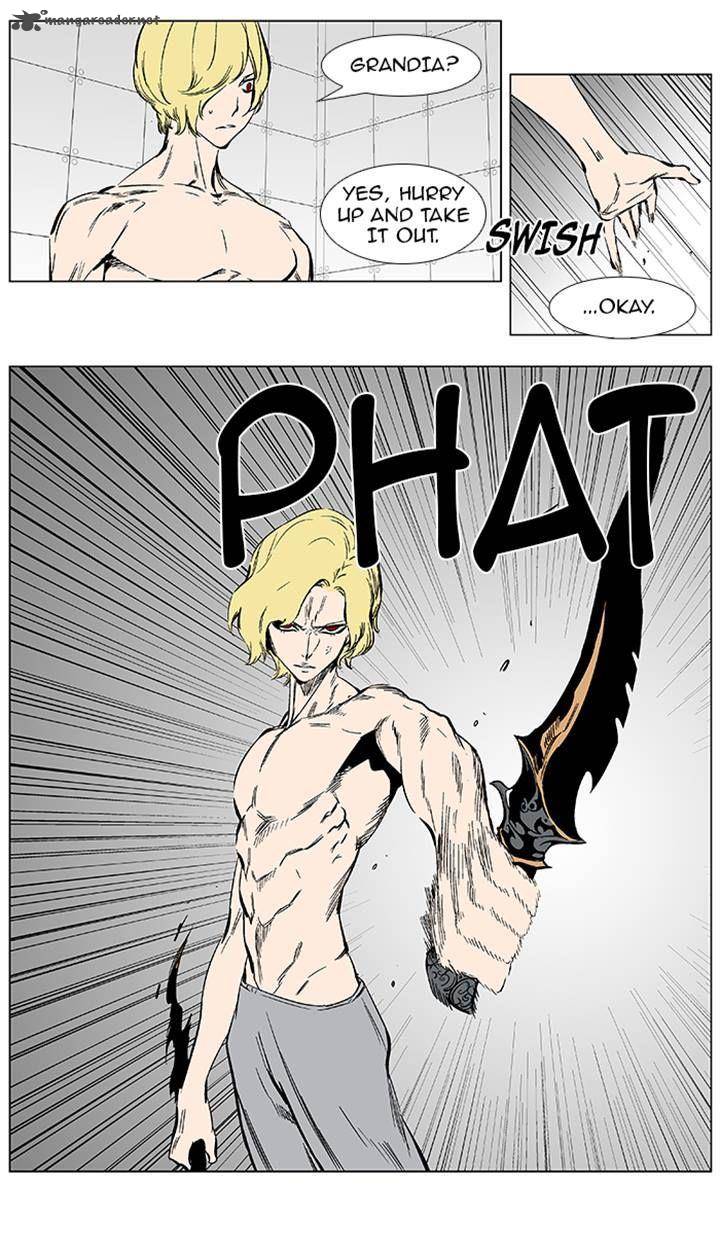 mangareader.net
GRANDIA?
YES, HURRY
UP AND TAKE
IT OUT.
SWISH
...OKAY.
PHAT